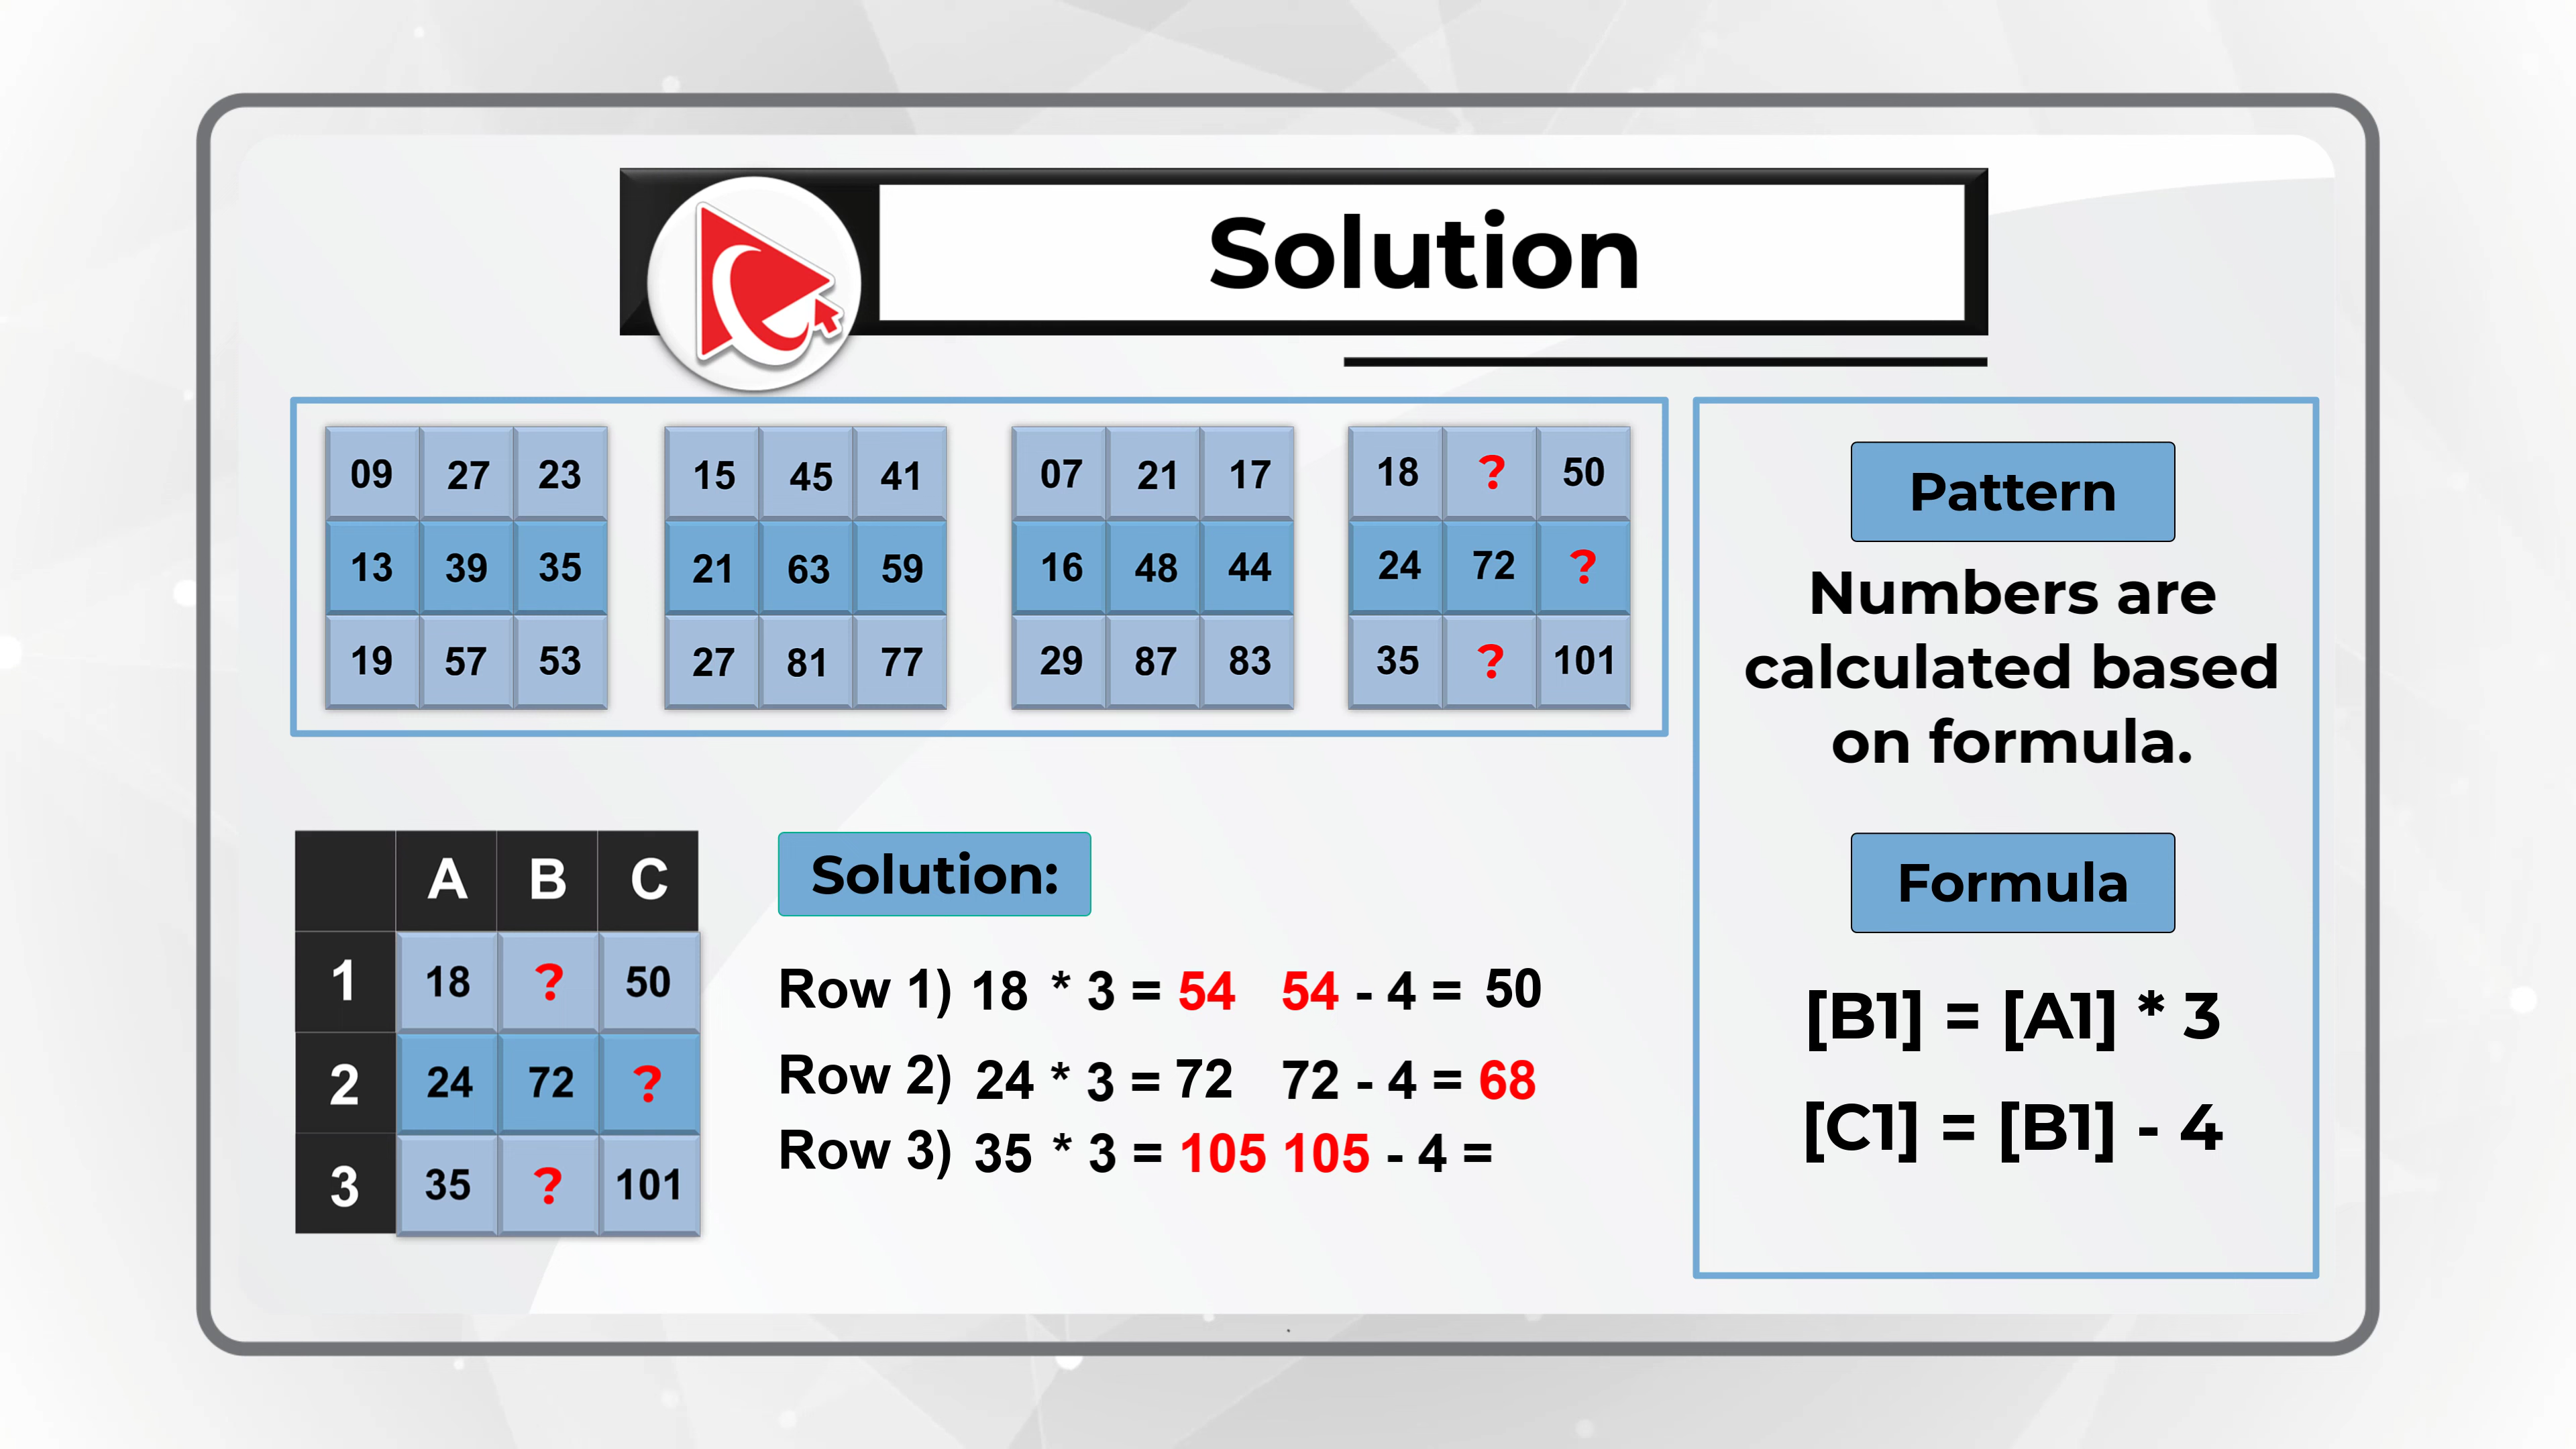 Solution
09 27 23
13 39 35
19 57 53
15 45 41
21 63 59
27 81 77
07 21 17
16 48 44
29 87 83
18 ? 50
24 72 ?
35 ? 101
Pattern
Numbers are
calculated based
on formula.
Formula
[B1] = [A1] * 3
[C1] = [B1] - 4
A B C
1 18 ? 50
2 24 72 ?
3 35 ? 101
Solution:
Row 1) 18 * 3 = 54 54 - 4 = 50
Row 2) 24 * 3 = 72 72 - 4 = 68
Row 3) 35 * 3 = 105 105 - 4 =